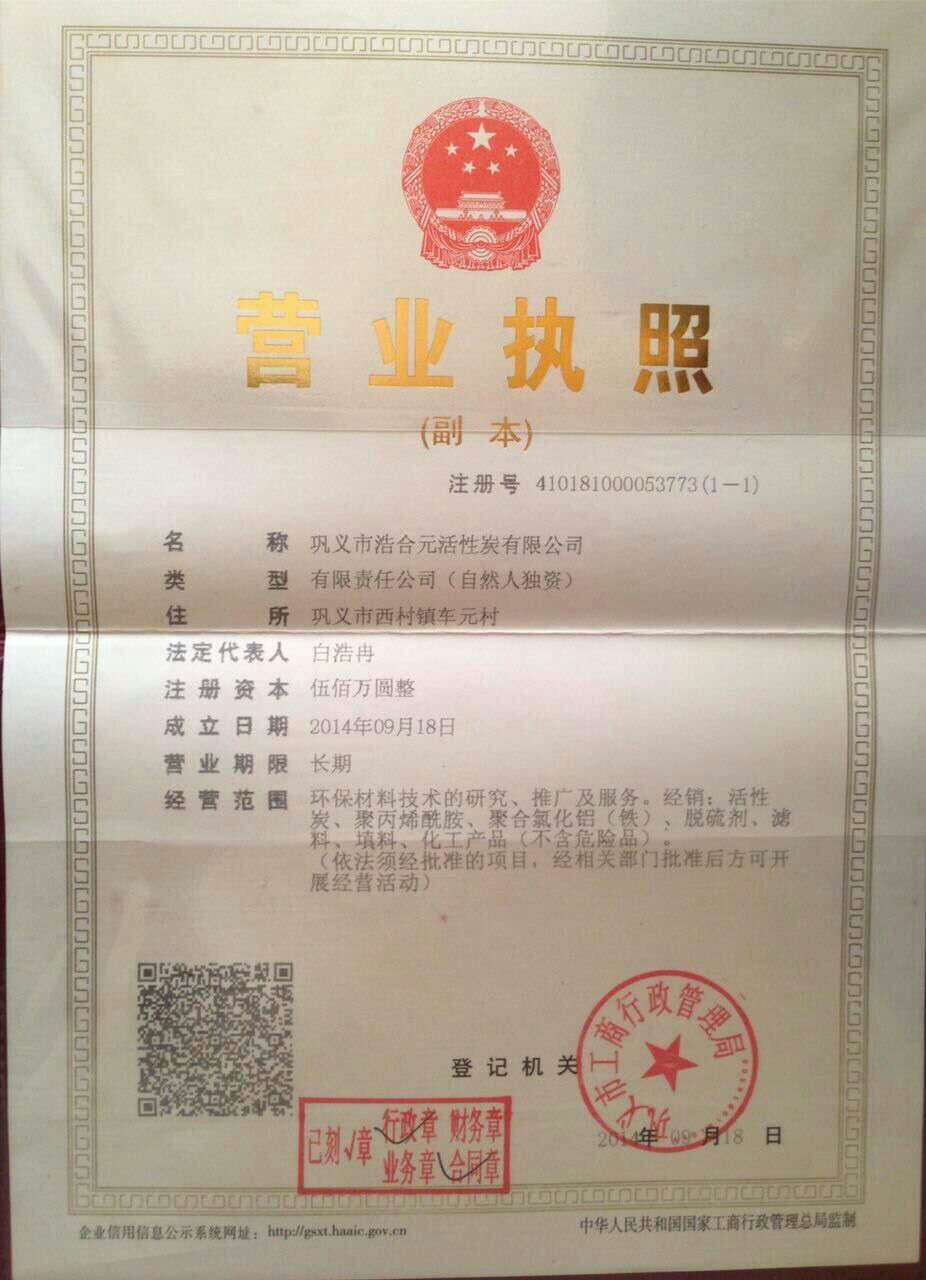 营业执照
(副 本)
注册号 410181000053773(1-1)
名 称 巩义市浩合元活性炭有限公司
类 型 有限责任公司（自然人独资）
住 所 巩义市西村镇车元村
法定代表人 白浩冉
注册资本 伍佰万圆整
成立日期 2014年09月18日
营业期限 长期
经营范围 环保材料技术的研究、推广及服务。经销：活性
炭、聚丙烯酰胺、聚合氯化铝（铁）、脱硫剂、滤
料、填料、化工产品（不含危险品）。
（依法须经批准的项目，经相关部门批准后方可开
展经营活动）
登记机关
巩义市工商行政管理局
2014年 09月18日
已刻√章
行政章 财务章
业务章 合同章
企业信用信息公示系统网址：http://gsxt.haaic.gov.cn
中华人民共和国国家工商行政管理总局监制